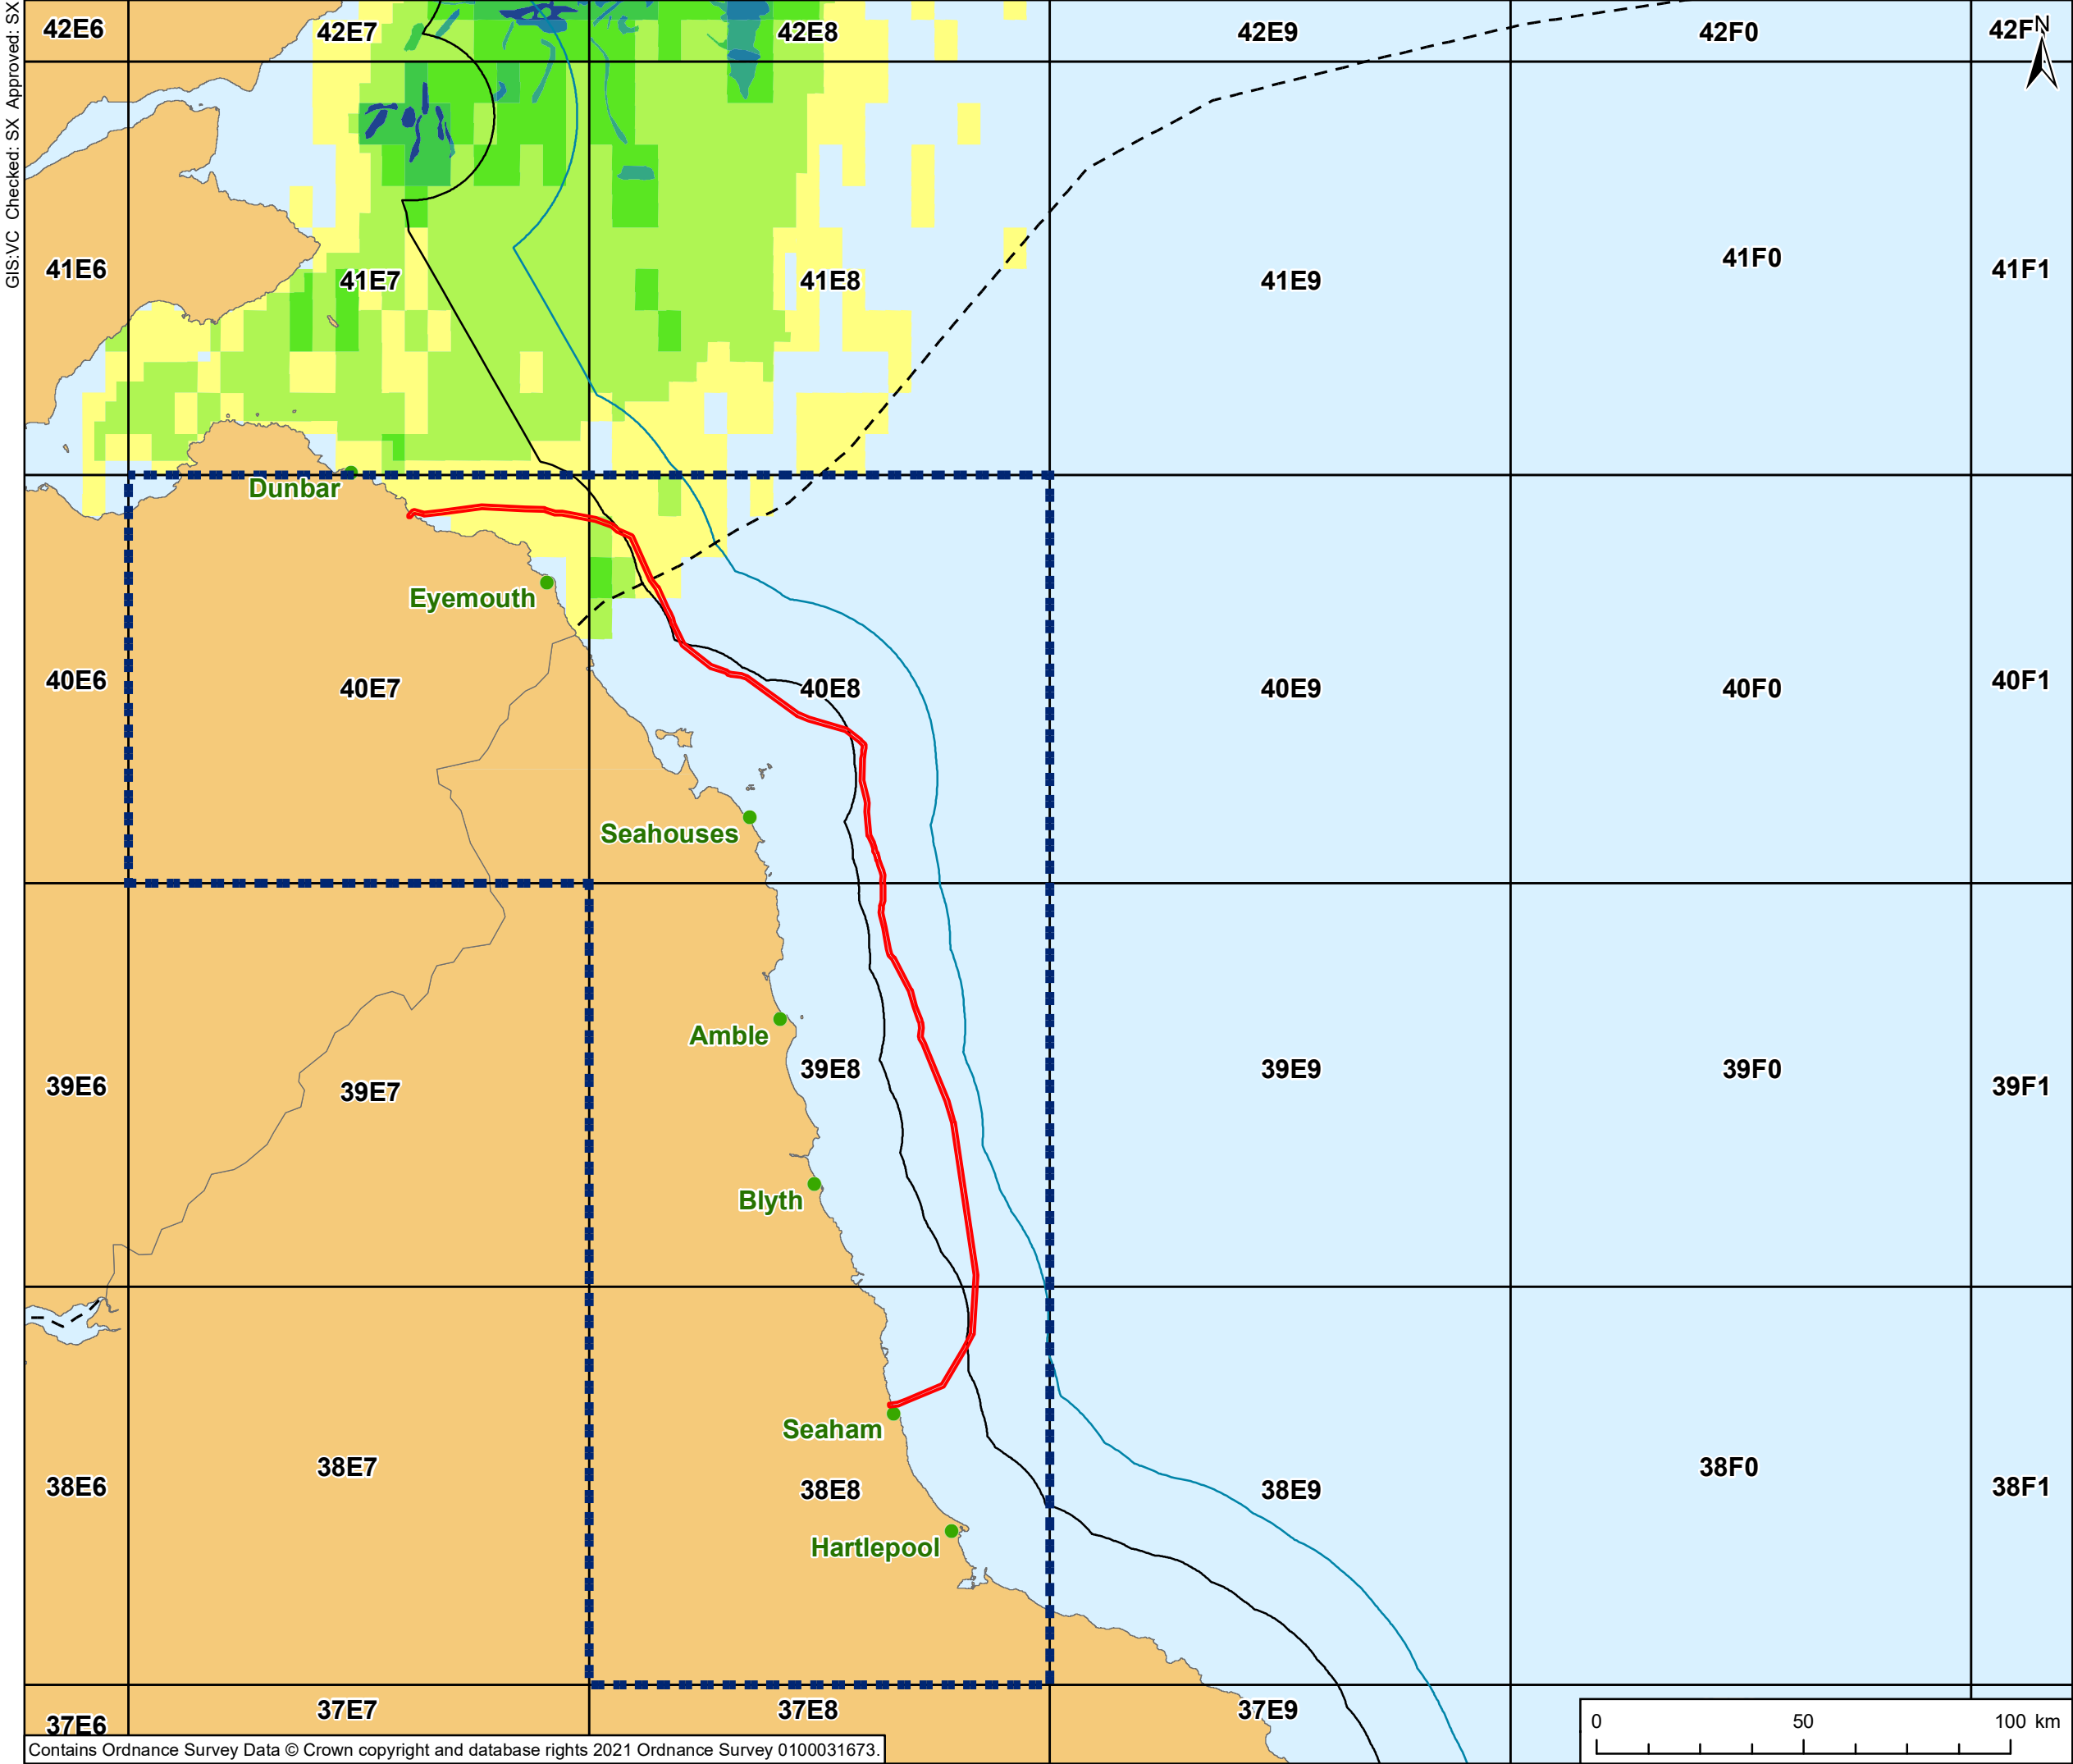 GIS:VC Checked: SX Approved: SX
42E6
42E7
42E8
42E9
42F0
42F
N
41E6
41E7
41E8
41E9
41F0
41F1
Dunbar
Eyemouth
40E6
40E7
40E8
40E9
40F0
40F1
Seahouses
Amble
39E6
39E7
39E8
39E9
39F0
39F1
Blyth
Seaham
38E6
38E7
38E8
38E9
38F0
38F1
Hartlepool
37E6
37E7
37E8
37E9
0 50 100 km
Contains Ordnance Survey Data © Crown copyright and database rights 2021 Ordnance Survey 0100031673.